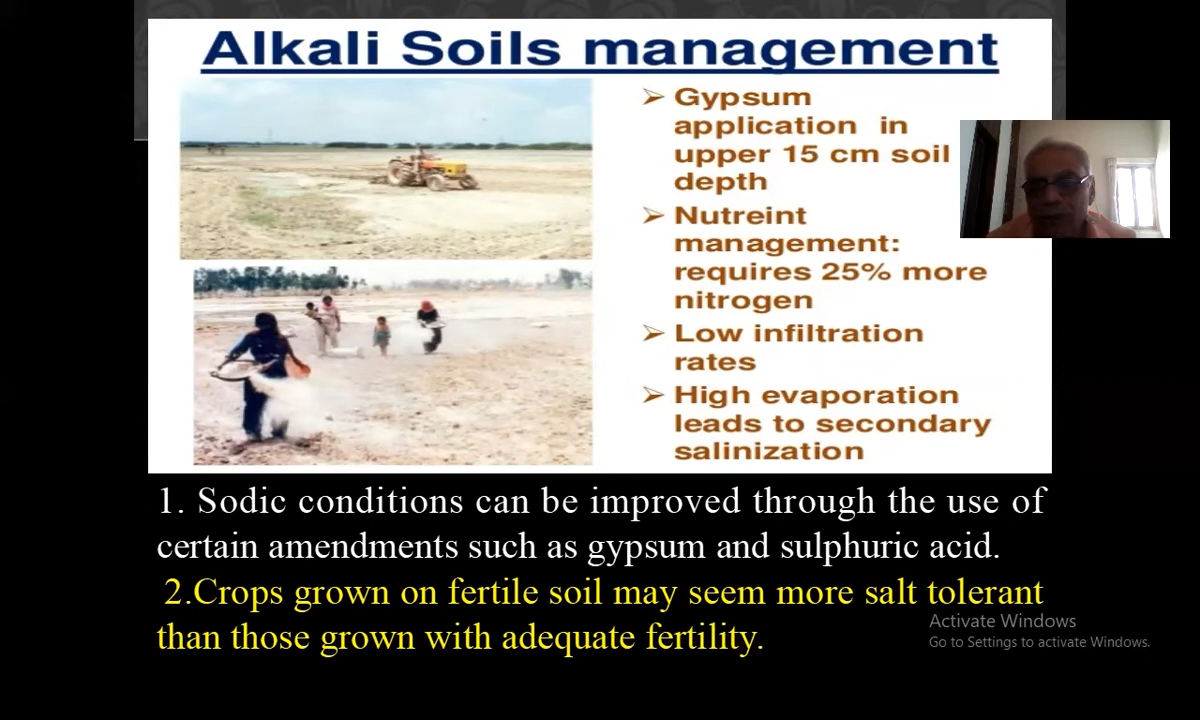 Alkali Soils management
➢ Gypsum
application in
upper 15 cm soil
depth
➢ Nutreint
management:
requires 25% more
nitrogen
➢ Low infiltration
rates
➢ High evaporation
leads to secondary
salinization
1. Sodic conditions can be improved through the use of
certain amendments such as gypsum and sulphuric acid.
2.Crops grown on fertile soil may seem more salt tolerant
than those grown with adequate fertility.
Activate Windows
Go to Settings to activate Windows.